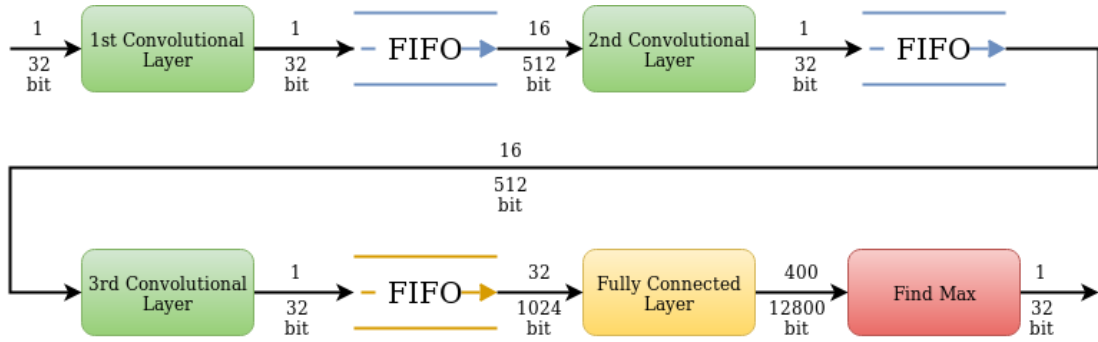 1
32
bit
1st Convolutional
Layer
1
32
bit
FIFO
16
512
bit
2nd Convolutional
Layer
1
32
bit
FIFO
16
512
bit
3rd Convolutional
Layer
1
32
bit
FIFO
32
1024
bit
Fully Connected
Layer
400
12800
bit
Find Max
1
32
bit